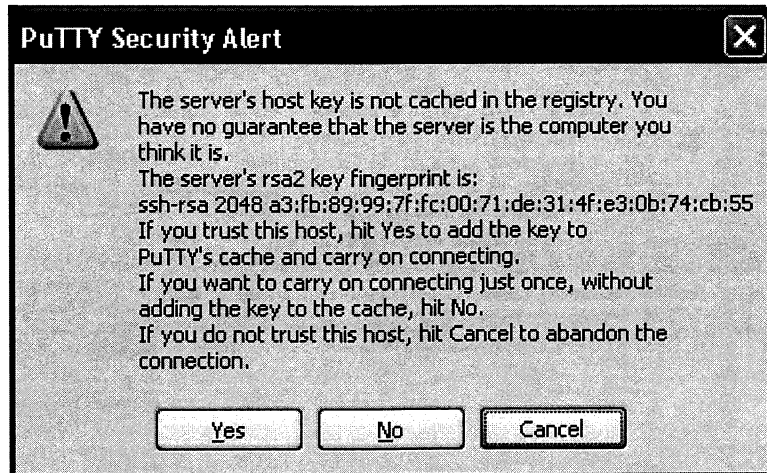 PuTTY Security Alert
The server's host key is not cached in the registry. You
have no guarantee that the server is the computer you
think it is.
The server's rsa2 key fingerprint is:
ssh-rsa 2048 a3:fb:89:99:7f:fc:00:71:de:31:4f:e3:0b:74:cb:55
If you trust this host, hit Yes to add the key to
PuTTY's cache and carry on connecting.
If you want to carry on connecting just once, without
adding the key to the cache, hit No.
If you do not trust this host, hit Cancel to abandon the
connection.
Yes No Cancel